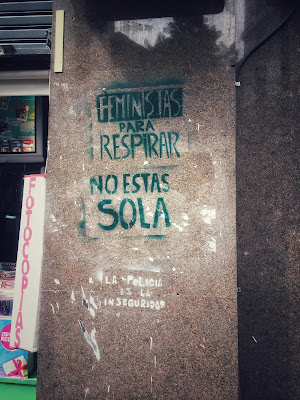 FEMINISTAS
PARA
RESPIRAR
NO ESTAS
SOLA
LA POLICIA
ES LA
INSEGURIDAD
FOTOCOPIAS